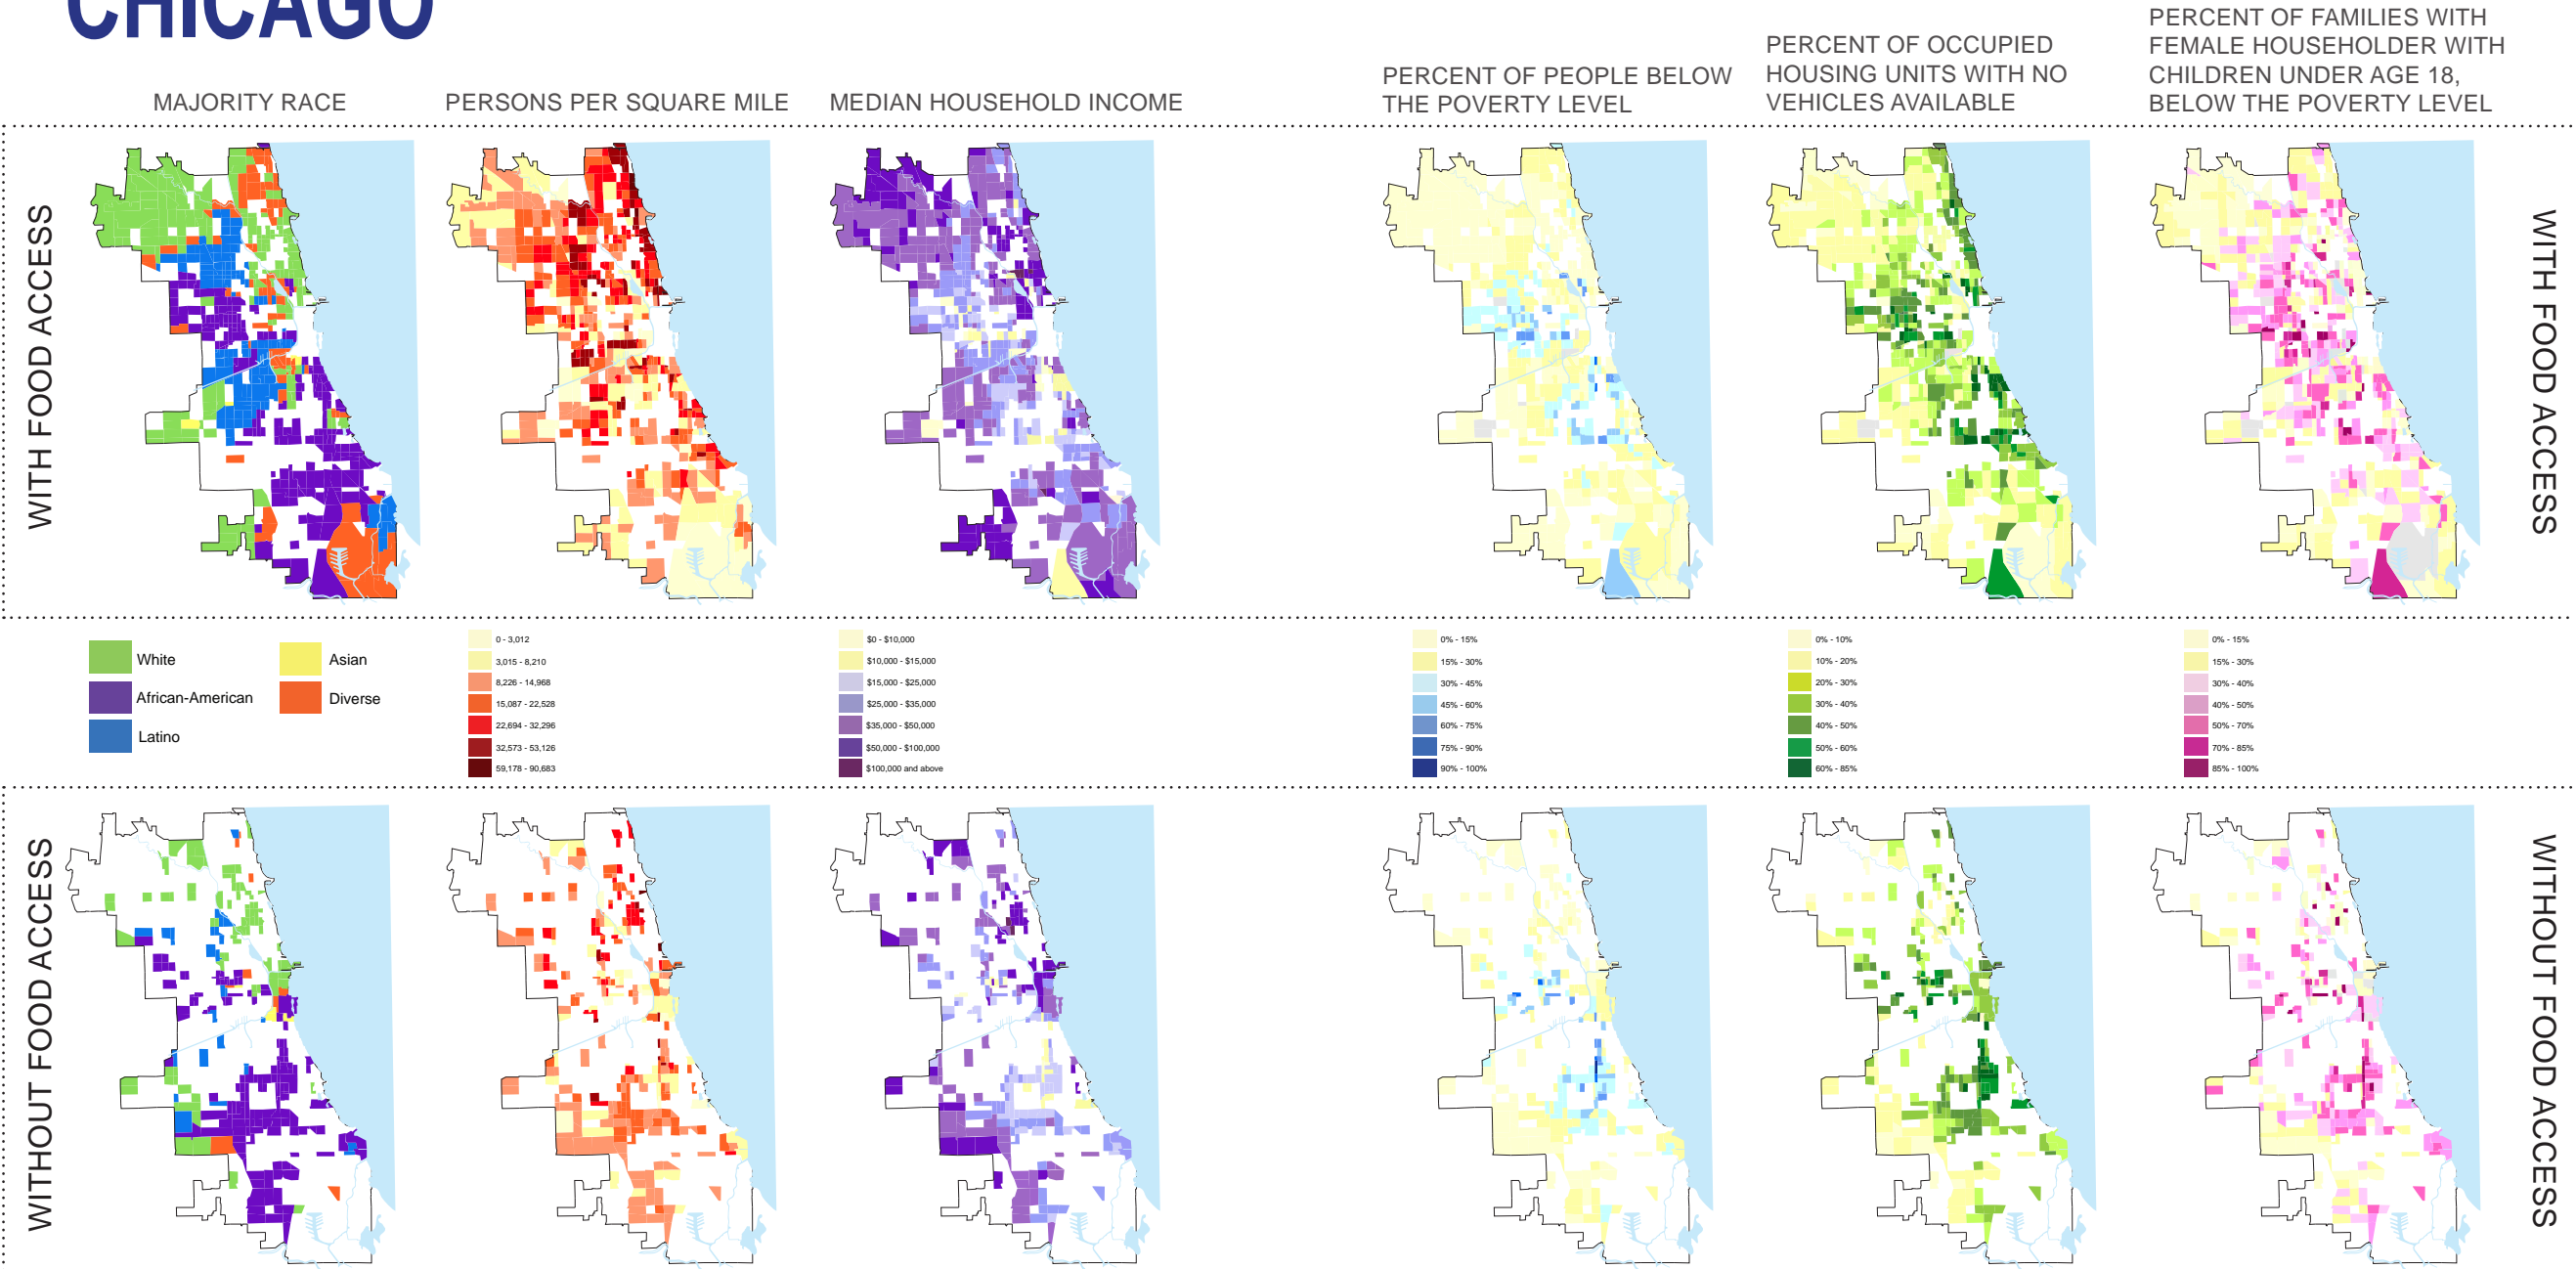 CHICAGO
MAJORITY RACE
PERSONS PER SQUARE MILE
MEDIAN HOUSEHOLD INCOME
PERCENT OF PEOPLE BELOW
THE POVERTY LEVEL
PERCENT OF OCCUPIED
HOUSING UNITS WITH NO
VEHICLES AVAILABLE
PERCENT OF FAMILIES WITH
FEMALE HOUSEHOLDER WITH
CHILDREN UNDER AGE 18,
BELOW THE POVERTY LEVEL
WITH FOOD ACCESS
WITH FOOD ACCESS
White
African-American
Latino
Asian
Diverse
0 - 3,012
3,015 - 8,210
8,226 - 14,968
15,087 - 22,528
22,694 - 32,296
32,573 - 53,126
59,178 - 90,683
$0 - $10,000
$10,000 - $15,000
$15,000 - $25,000
$25,000 - $35,000
$35,000 - $50,000
$50,000 - $100,000
$100,000 and above
0% - 15%
15% - 30%
30% - 45%
45% - 60%
60% - 75%
75% - 90%
90% - 100%
0% - 10%
10% - 20%
20% - 30%
30% - 40%
40% - 50%
50% - 60%
60% - 85%
0% - 15%
15% - 30%
30% - 40%
40% - 50%
50% - 70%
70% - 85%
85% - 100%
WITHOUT FOOD ACCESS
WITHOUT FOOD ACCESS